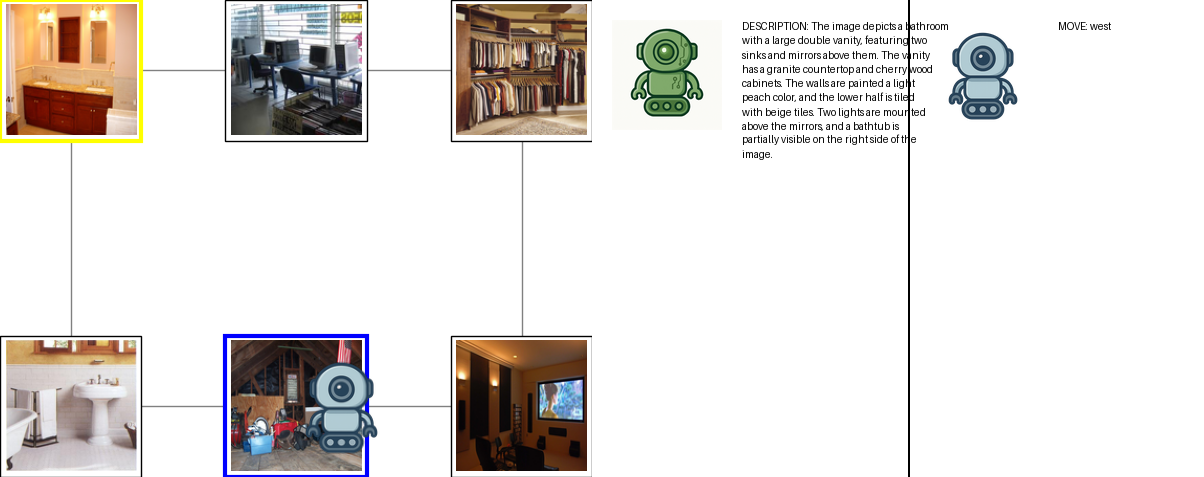 DESCRIPTION: The image depicts a bathroom
with a large double vanity, featuring two
sinks and mirrors above them. The vanity
has a granite countertop and cherry wood
cabinets. The walls are painted a light
peach color, and the lower half is tiled
with beige tiles. Two lights are mounted
above the mirrors, and a bathtub is
partially visible on the right side of the
image.
MOVE: west